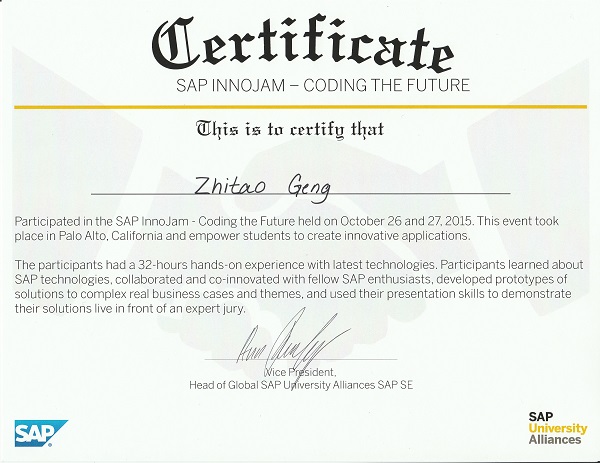 Certificate
SAP INNOJAM – CODING THE FUTURE
This is to certify that
Zhitao Geng
Participated in the SAP InnoJam - Coding the Future held on October 26 and 27, 2015. This event took
place in Palo Alto, California and empower students to create innovative applications.
The participants had a 32-hours hands-on experience with latest technologies. Participants learned about
SAP technologies, collaborated and co-innovated with fellow SAP enthusiasts, developed prototypes of
solutions to complex real business cases and themes, and used their presentation skills to demonstrate
their solutions live in front of an expert jury.
Vice President,
Head of Global SAP University Alliances SAP SE
SAP
SAP
University
Alliances